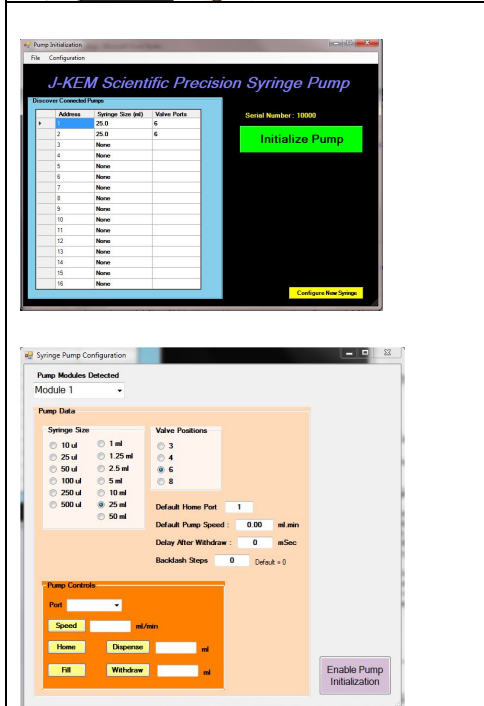 Pump Initialization
File Configuration
J-KEM Scientific Precision Syringe Pump
Discover Connected Pumps
Address Syringe Size (ml) Valve Ports
1 25.0 6
2 25.0 6
3 None
4 None
5 None
6 None
7 None
8 None
9 None
10 None
11 None
12 None
13 None
14 None
15 None
16 None
Serial Number : 10000
Initialize Pump
Configure New Syringe
Syringe Pump Configuration
Pump Modules Detected
Module 1
Pump Data
Syringe Size
10 ul 1 ml
25 ul 1.25 ml
50 ul 2.5 ml
100 ul 5 ml
250 ul 10 ml
500 ul 25 ml
50 ml
Valve Positions
3
4
6
8
Default Home Port 1
Default Pump Speed : 0.00 ml.min
Delay After Withdraw : 0 mSec
Backlash Steps 0 Default = 0
Pump Controls
Port
Speed ml/min
Home Dispense ml
Fill Withdraw ml
Enable Pump
Initialization